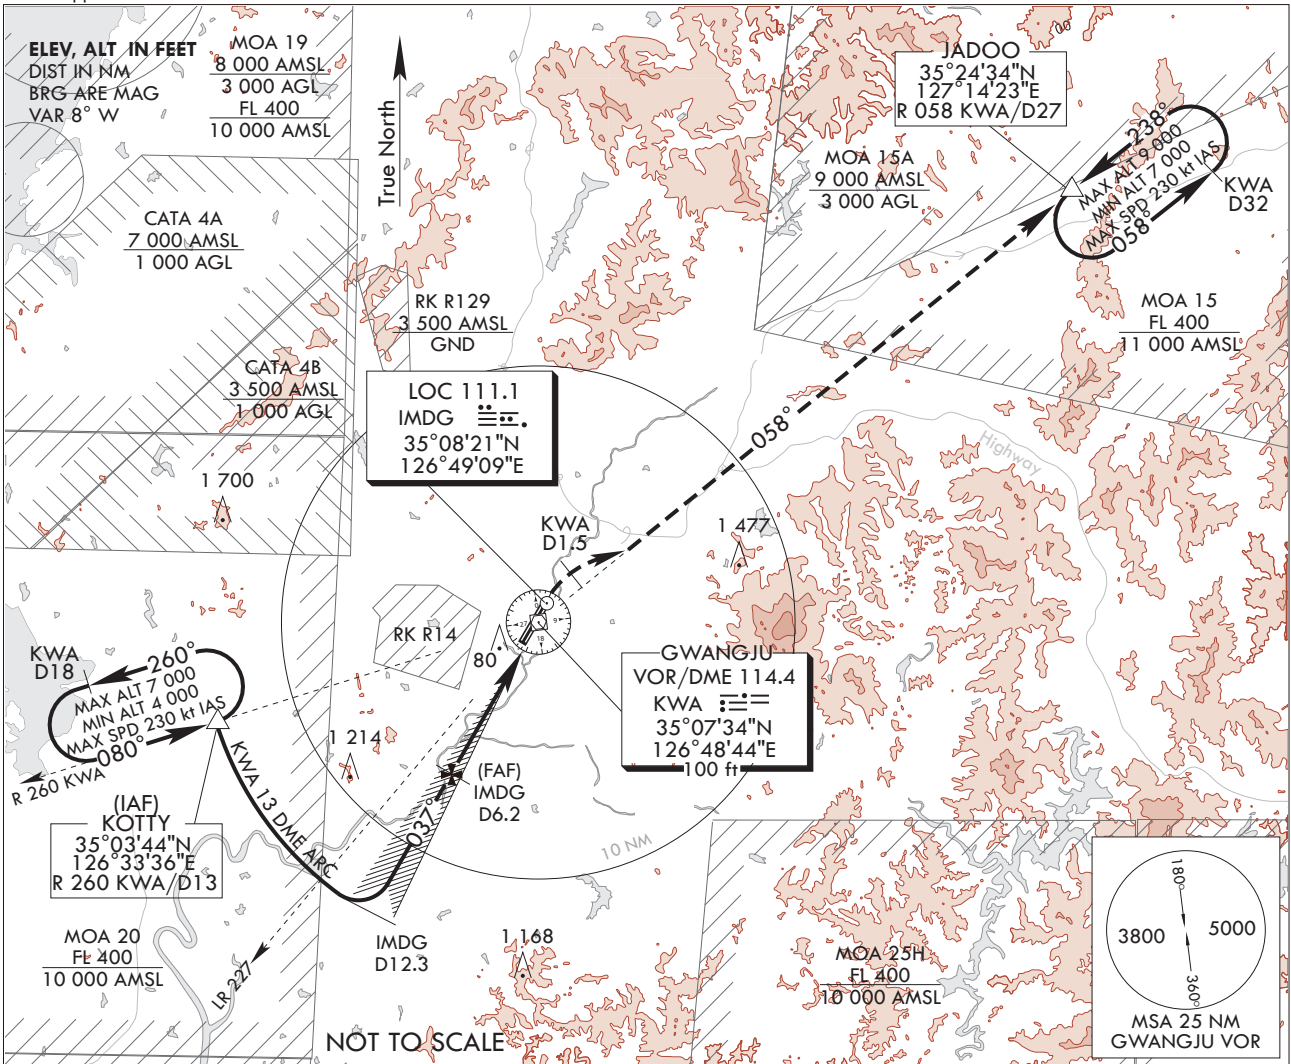 ELEV, ALT IN FEET
DIST IN NM
BRG ARE MAG
VAR 8° W
MOA 19
8 000 AMSL
3 000 AGL
FL 400
10 000 AMSL
True North
JADOO
35°24'34"N
127°14'23"E
R 058 KWA/D27
238°
MAX ALT 9 000
MIN ALT 7 000
MAX SPD 230 kt IAS
058°
KWA
D32
MOA 15A
9 000 AMSL
3 000 AGL
CATA 4A
7 000 AMSL
1 000 AGL
RK R129
3 500 AMSL
GND
MOA 15
FL 400
11 000 AMSL
CATA 4B
3 500 AMSL
1 000 AGL
LOC 111.1
IMDG
35°08'21"N
126°49'09"E
058°
Highway
1 700
KWA
D1.5
1 477
RK R14
80
9
27
18
GWANGJU
VOR/DME 114.4
KWA
35°07'34"N
126°48'44"E
100 ft
KWA
D18
260°
MAX ALT 7 000
MIN ALT 4 000
MAX SPD 230 kt IAS
080°
R 260 KWA
1 214
KWA 13 DME ARC
(FAF)
IMDG
D6.2
037°
(IAF)
KOTTY
35°03'44"N
126°33'36"E
R 260 KWA/D13
10 NM
MOA 20
FL 400
10 000 AMSL
LR 227
IMDG
D12.3
1 168
MOA 25H
FL 400
10 000 AMSL
180°
3800
5000
360°
MSA 25 NM
GWANGJU VOR
NOT TO SCALE